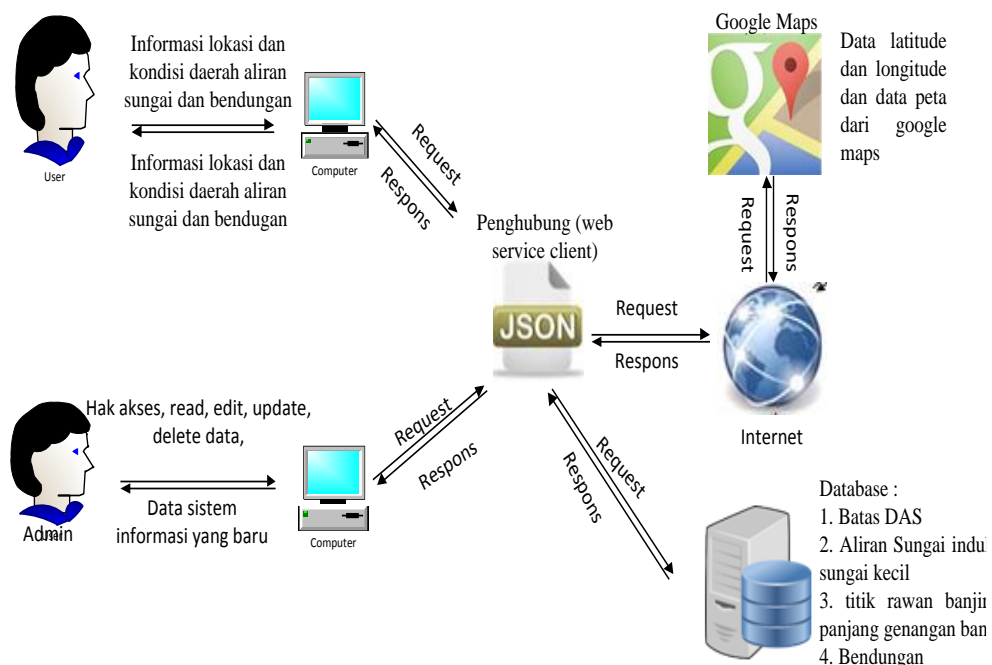 Informasi lokasi dan
kondisi daerah aliran
sungai dan bendungan
Informasi lokasi dan
kondisi daerah aliran
sungai dan bendugan
User
Computer
Request
Respons
Google Maps
Data latitude
dan longitude
dan data peta
dari google
maps
Request
Respons
Penghubung (web
service client)
JSON
Request
Respons
Internet
Hak akses, read, edit, update,
delete data,
Data sistem
informasi yang baru
Admin
Computer
Request
Respons
Request
Respons
Database :
1. Batas DAS
2. Aliran Sungai
sungai kecil
3. titik rawan
panjang genangan
4. Bendungan